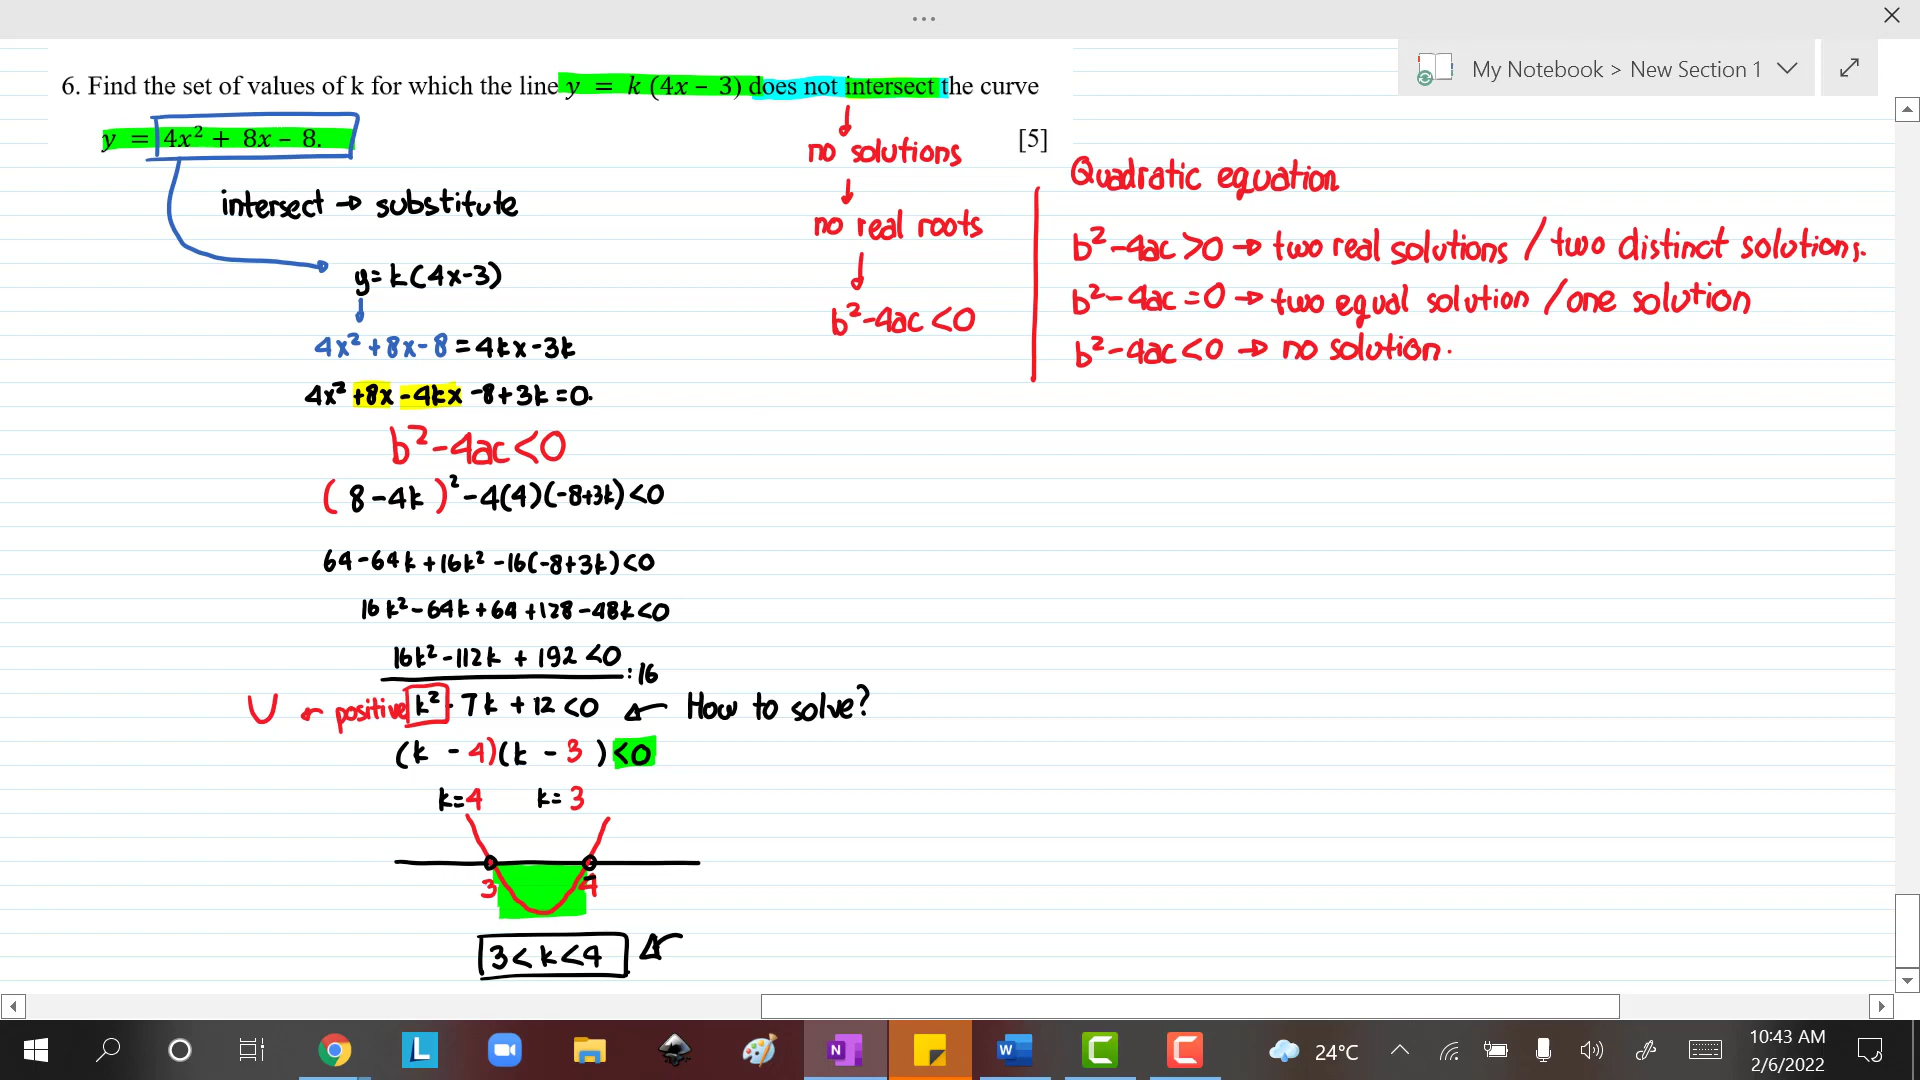 6. Find the set of values of k for which the line y = k (4x – 3) does not intersect the curve
y = 4x² + 8x – 8.
[5]
intersect → substitute
y = k(4x-3)
4x² + 8x - 8 = 4kx - 3k
4x² + 8x - 4kx - 8 + 3k = 0.
b² - 4ac < 0
( 8 - 4k )² - 4(4)(-8+3k) < 0
64 - 64k + 16k² - 16(-8+3k) < 0
16k² - 64k + 64 + 128 - 48k < 0
16k² - 112k + 192 < 0 : 16
U ← positive k² - 7k + 12 < 0 ← How to solve?
(k - 4)(k - 3 ) < 0
k = 4 k = 3
3 4
3 < k < 4
no solutions
no real roots
b² - 4ac < 0
Quadratic equation
b² - 4ac > 0 → two real solutions / two distinct solutions.
b² - 4ac = 0 → two equal solution / one solution
b² - 4ac < 0 → no solution.
My Notebook > New Section 1
24°C
10:43 AM
2/6/2022